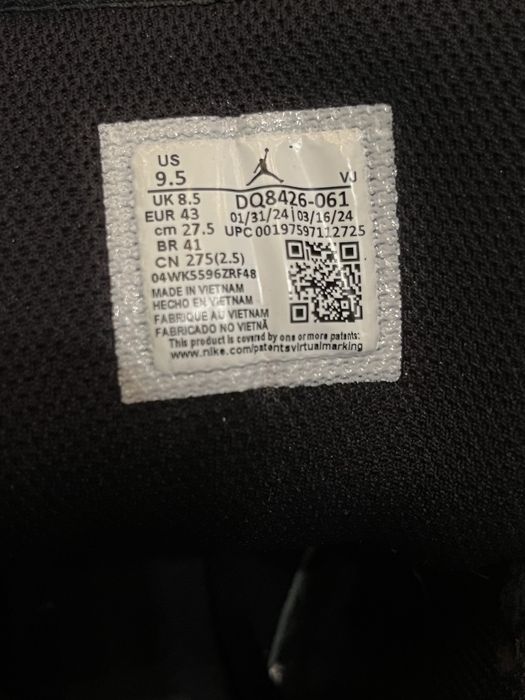 US
9.5
VJ
UK 8.5 DQ8426-061
EUR 43 01/31/24 | 03/16/24
cm 27.5 UPC 00197597112725
BR 41
CN 275(2.5)
04WK5596ZRF48
MADE IN VIETNAM
HECHO EN VIETNAM
FABRIQUE AU VIETNAM
FABRICADO NO VIETNÃ
This product is covered by one or more patents:
www.nike.com/patentsvirtualmarking